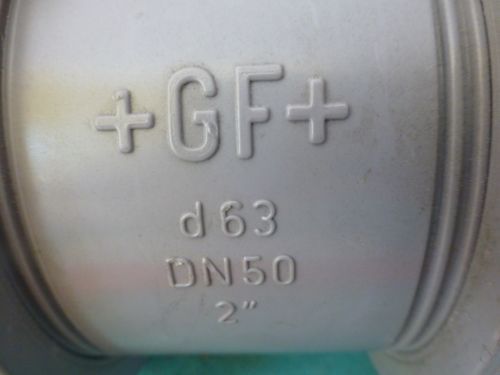 +GF+
d63
DN50
2"